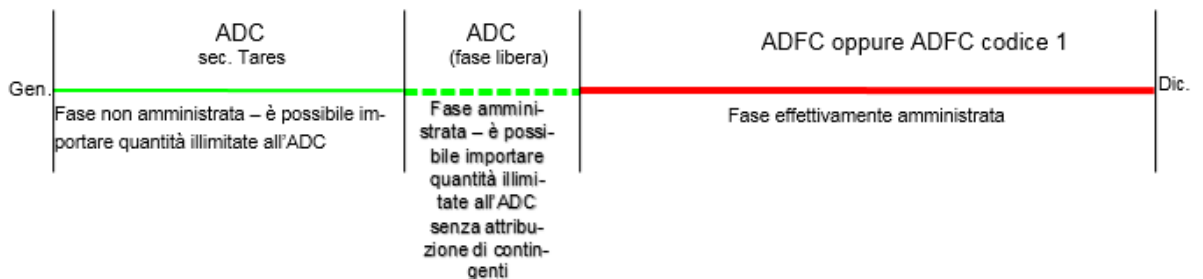 ADC
sec. Tares
ADC
(fase libera)
ADFC oppure ADFC codice 1
Gen.
Dic.
Fase non amministrata – è possibile im-
portare quantità illimitate all'ADC
Fase ammini-
strata – è possi-
bile importare
quantità illimi-
tate all'ADC
senza attribu-
zione di contin-
genti
Fase effettivamente amministrata